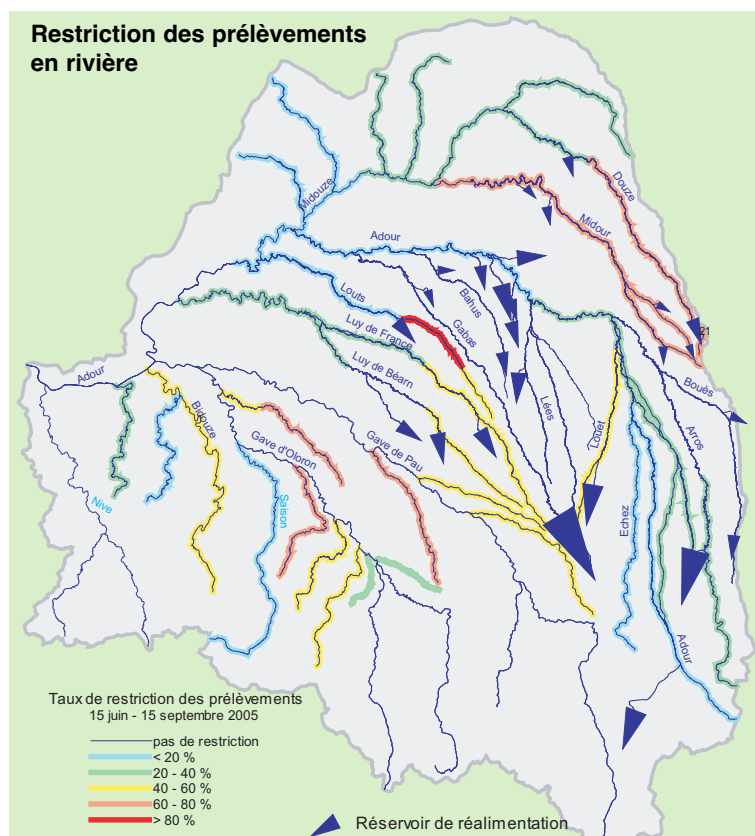 Restriction des prélèvements
en rivière
Midouze
Douze
Midour
Adour
21
Louts
Bahus
Gabas
Luy de France
Luy de Béarn
Adour
Bouès
Lées
Louet
Arros
Bidouze
Gave d'Oloron
Gave de Pau
Nive
Saison
Echez
Adour
Taux de restriction des prélèvements
15 juin - 15 septembre 2005
pas de restriction
< 20 %
20 - 40 %
40 - 60 %
60 - 80 %
> 80 %
Réservoir de réalimentation